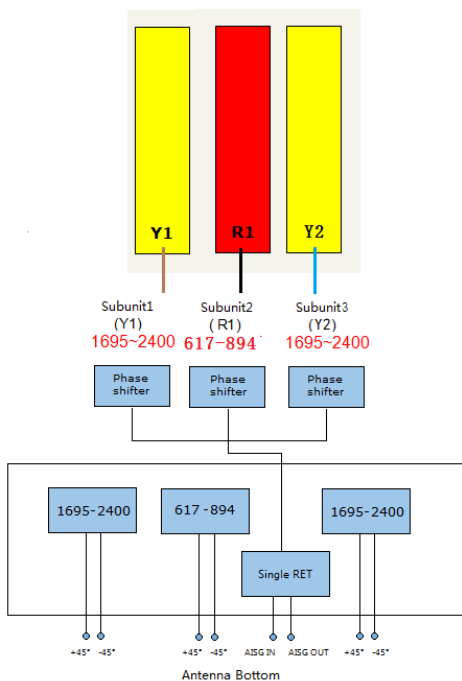 Y1 R1 Y2
Subunit1 Subunit2 Subunit3
(Y1) ( R1) (Y2)
1695~2400 617-894 1695~2400
Phase shifter Phase shifter Phase shifter
1695-2400 617 -894 1695-2400
Single RET
+45° -45° +45° -45° AISG IN AISG OUT +45° -45°
Antenna Bottom